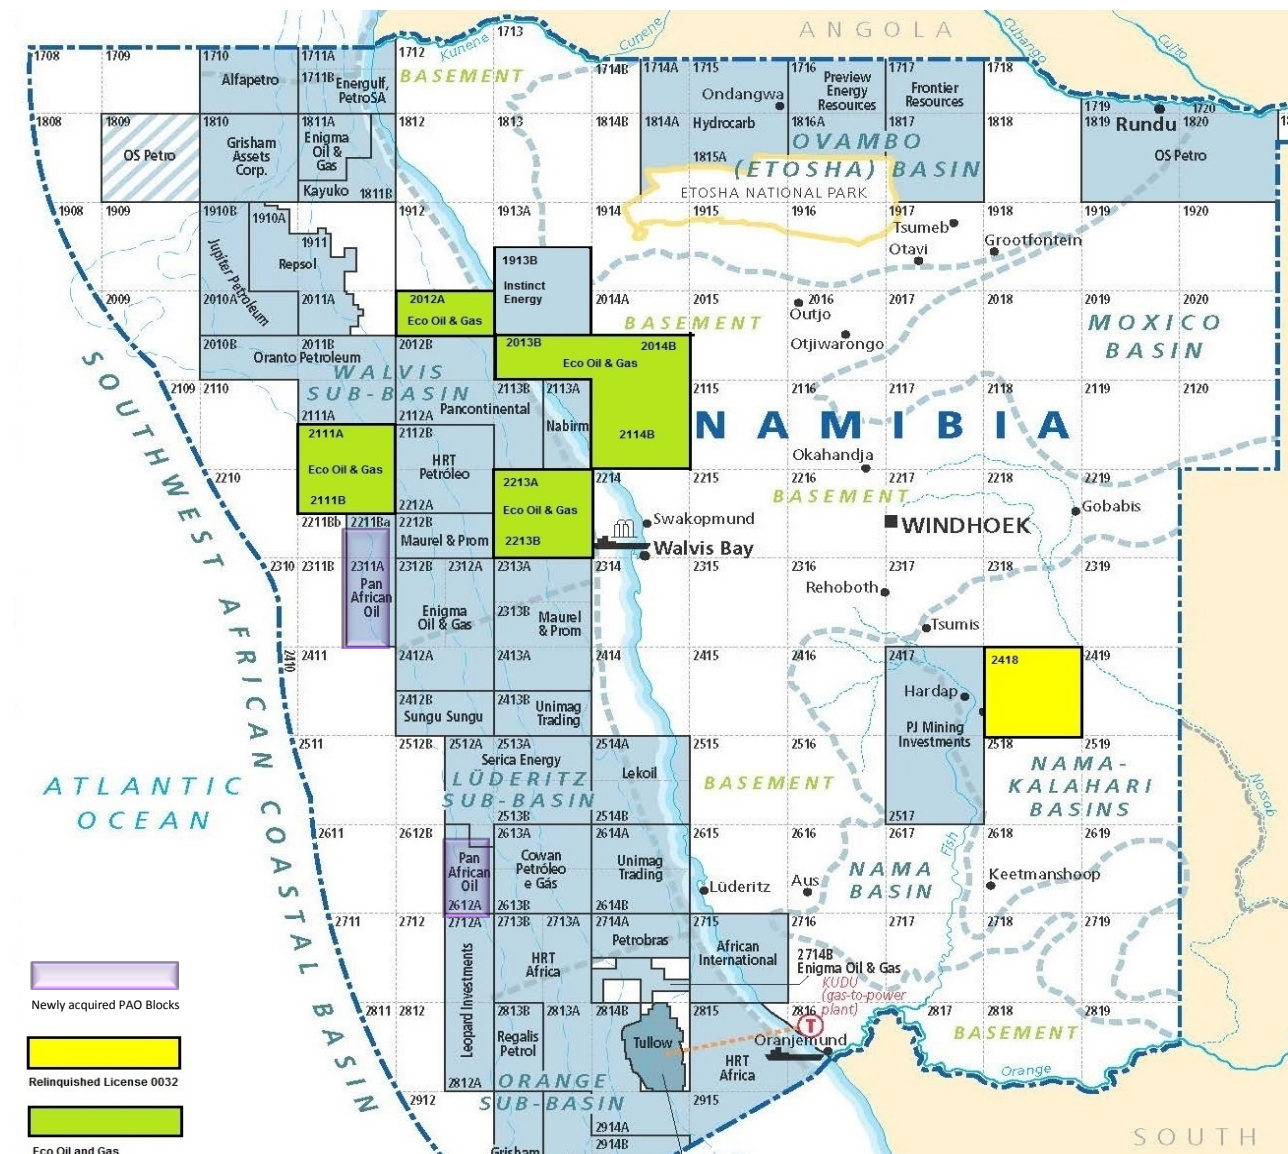 ANGOLA
Kunene
Cunene
Cubango
Cuito
1708
1709
1710
1711A
1712
1713
1714B
1714A
1715
1716
1717
1718
Alfapetro
1711B
Energulf,
PetroSA
BASEMENT
Ondangwa
Preview
Energy
Resources
Frontier
Resources
1719
1720
Rundu
1808
1809
1810
1811A
1812
1813
1814B
1814A
Hydrocarb
1816A
1817
1818
1819
1820
OS Petro
Grisham
Assets
Corp.
Enigma
Oil &
Gas
Kayuko
1811B
1815A
OVAMBO
(ETOSHA) BASIN
OS Petro
ETOSHA NATIONAL PARK
1908
1909
1910B
1910A
1911
1912
1913A
1914
1915
1916
1917
1918
1919
1920
Tsumeb
Otavi
Grootfontein
Jupiter Petroleum
Repsol
1913B
Instinct
Energy
2009
2010A
2011A
2012A
Eco Oil & Gas
2014A
2015
2016
2017
2018
2019
2020
Outjo
BASEMENT
Otjiwarongo
MOXICO
BASIN
2010B
2011B
Oranto Petroleum
2012B
2013B
2014B
Eco Oil & Gas
WALVIS
SUB-BASIN
2109
2110
2113B
2113A
2115
2116
2117
2118
2119
2120
2111A
2112A
Pancontinental
Nabirm
2114B
NAMIBIA
2111A
Eco Oil & Gas
2111B
2112B
HRT
Petróleo
2212A
Okahandja
2210
2213A
Eco Oil & Gas
2213B
2214
2215
BASEMENT
2217
2218
2219
Gobabis
2211Bb
2211Ba
2212B
Maurel & Prom
Swakopmund
Walvis Bay
WINDHOEK
2310
2311B
2311A
Pan
African
Oil
2312B
2312A
2313A
2314
2315
2316
2317
2318
2319
Rehoboth
Enigma
Oil & Gas
2313B
Maurel
& Prom
Tsumis
2410
2411
2412A
2413A
2414
2415
2416
2417
2418
2419
Hardap
2412B
Sungu Sungu
2413B
Unimag
Trading
PJ Mining
Investments
2511
2512B
2512A
2513A
Serica Energy
2514A
Lekoil
2515
2516
2518
2519
LÜDERITZ
SUB-BASIN
BASEMENT
NAMA-
KALAHARI
BASINS
2513B
2514B
2517
ATLANTIC
OCEAN
SOUTHWEST AFRICAN COASTAL BASIN
Nossob
2611
2612B
2613A
2614A
2615
2616
2617
2618
2619
Fish
Pan
African
Oil
2612A
Cowan
Petróleo
e Gás
2613B
Unimag
Trading
2614B
Lüderitz
Aus
NAMA
BASIN
Keetmanshoop
2711
2712
2712A
2713B
2713A
2714A
2715
2716
2717
2718
2719
Leopard Investments
HRT
Africa
Petrobras
African
International
2714B
Enigma Oil & Gas
KUDU
(gas-to-power
plant)
Newly acquired PAO Blocks
2811
2812
2813B
2813A
2814B
2815
2816
2817
2818
2819
T
Regalis
Petrol
Tullow
Oranjemund
BASEMENT
HRT
Africa
Orange
Relinquished License 0032
2812A
ORANGE
SUB-BASIN
2912
2915
2914A
2914B
Grisham
SOUTH
Eco Oil and Gas